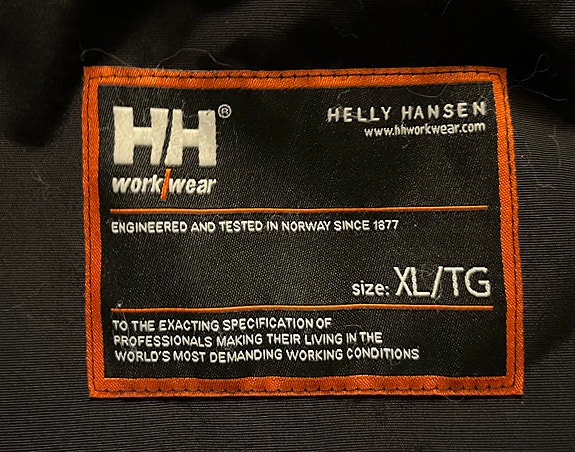 HH®
HELLY HANSEN
www.hhworkwear.com
work/wear
ENGINEERED AND TESTED IN NORWAY SINCE 1877
size: XL/TG
TO THE EXACTING SPECIFICATION OF
PROFESSIONALS MAKING THEIR LIVING IN THE
WORLD'S MOST DEMANDING WORKING CONDITIONS